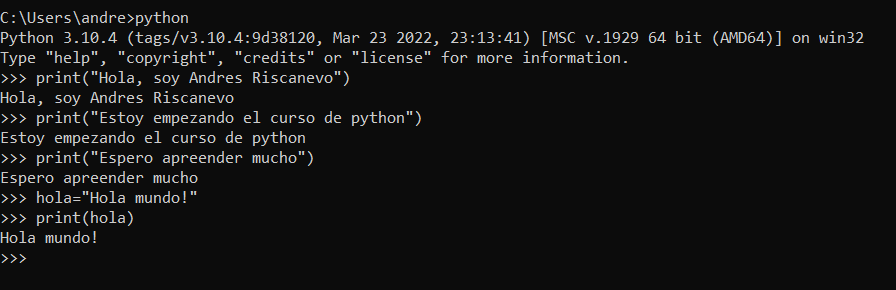 C:\Users\andre>python
Python 3.10.4 (tags/v3.10.4:9d38120, Mar 23 2022, 23:13:41) [MSC v.1929 64 bit (AMD64)] on win32
Type "help", "copyright", "credits" or "license" for more information.
>>> print("Hola, soy Andres Riscanevo")
Hola, soy Andres Riscanevo
>>> print("Estoy empezando el curso de python")
Estoy empezando el curso de python
>>> print("Espero apreender mucho")
Espero apreender mucho
>>> hola="Hola mundo!"
>>> print(hola)
Hola mundo!
>>>